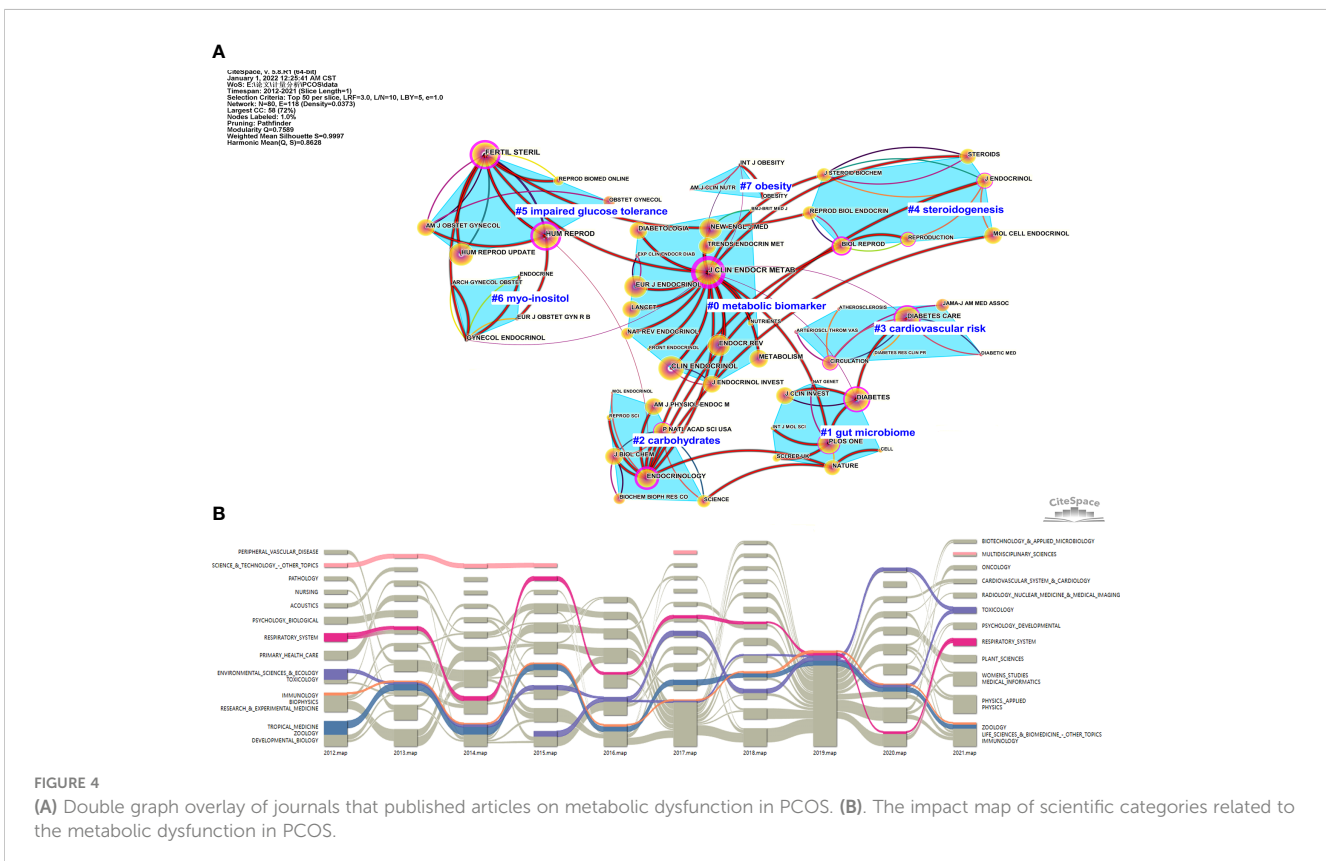 A
CiteSpace, v. 5.8.R1 (64-bit)
January 1, 2022 12:25:41 AM CST
WoS: E:\论文\计量分析\PCOS\data
Timespan: 2012-2021 (Slice Length=1)
Selection Criteria: Top 50 per slice, LRF=3.0, L/N=10, LBY=5, e=1.0
Network: N=80, E=118 (Density=0.0373)
Largest CC: 58 (72%)
Nodes Labeled: 1.0%
Pruning: Pathfinder
Modularity Q=0.7589
Weighted Mean Silhouette S=0.9997
Harmonic Mean(Q, S)=0.8628
FERTIL STERIL
REPROD BIOMED ONLINE
OBSTET GYNECOL
#5 impaired glucose tolerance
AM J OBSTET GYNECOL
HUM REPROD
HUM REPROD UPDATE
ENDOCRINE
ARCH GYNECOL OBSTET
#6 myo-inositol
EUR J OBSTET GYN R B
GYNECOL ENDOCRINOL
INT J OBESITY
AM J CLIN NUTR
#7 obesity
OBESITY
BMJ-BRIT MED J
STEROIDS
J STEROID BIOCHEM
J ENDOCRINOL
REPROD BIOL ENDOCRIN
#4 steroidogenesis
BIOL REPROD
REPRODUCTION
MOL CELL ENDOCRINOL
DIABETOLOGIA
NEW ENGL J MED
TRENDS ENDOCRIN MET
EXP CLIN ENDOCR DIAB
J CLIN ENDOCR METAB
EUR J ENDOCRINOL
#0 metabolic biomarker
LANCET
NUTRIENTS
NAT REV ENDOCRINOL
FRONT ENDOCRINOL
ENDOCR REV
METABOLISM
CLIN ENDOCRINOL
J ENDOCRINOL INVEST
ATHEROSCLEROSIS
JAMA-J AM MED ASSOC
DIABETES CARE
ARTERIOSCL THROM VAS
#3 cardiovascular risk
DIABETES RES CLIN PR
DIABETIC MED
CIRCULATION
MOL ENDOCRINOL
AM J PHYSIOL-ENDOC M
REPROD SCI
P NATL ACAD SCI USA
#2 carbohydrates
J BIOL CHEM
ENDOCRINOLOGY
BIOCHEM BIOPH RES CO
SCIENCE
NAT GENET
J CLIN INVEST
DIABETES
INT J MOL SCI
#1 gut microbiome
PLOS ONE
CELL
SCI REP-UK
NATURE
CiteSpace
B
PERIPHERAL_VASCULAR_DISEASE
SCIENCE_&_TECHNOLOGY_-_OTHER_TOPICS
PATHOLOGY
NURSING
ACOUSTICS
PSYCHOLOGY_BIOLOGICAL
RESPIRATORY_SYSTEM
PRIMARY_HEALTH_CARE
ENVIRONMENTAL_SCIENCES_&_ECOLOGY
TOXICOLOGY
IMMUNOLOGY
BIOPHYSICS
RESEARCH_&_EXPERIMENTAL_MEDICINE
TROPICAL_MEDICINE
ZOOLOGY
DEVELOPMENTAL_BIOLOGY
BIOTECHNOLOGY_&_APPLIED_MICROBIOLOGY
MULTIDISCIPLINARY_SCIENCES
ONCOLOGY
CARDIOVASCULAR_SYSTEM_&_CARDIOLOGY
RADIOLOGY_NUCLEAR_MEDICINE_&_MEDICAL_IMAGING
TOXICOLOGY
PSYCHOLOGY_DEVELOPMENTAL
RESPIRATORY_SYSTEM
PLANT_SCIENCES
WOMENS_STUDIES
MEDICAL_INFORMATICS
PHYSICS_APPLIED
PHYSICS
ZOOLOGY
LIFE_SCIENCES_&_BIOMEDICINE_-_OTHER_TOPICS
IMMUNOLOGY
2012.map 2013.map 2014.map 2015.map 2016.map 2017.map 2018.map 2019.map 2020.map 2021.map
FIGURE 4
(A) Double graph overlay of journals that published articles on metabolic dysfunction in PCOS. (B). The impact map of scientific categories related to
the metabolic dysfunction in PCOS.